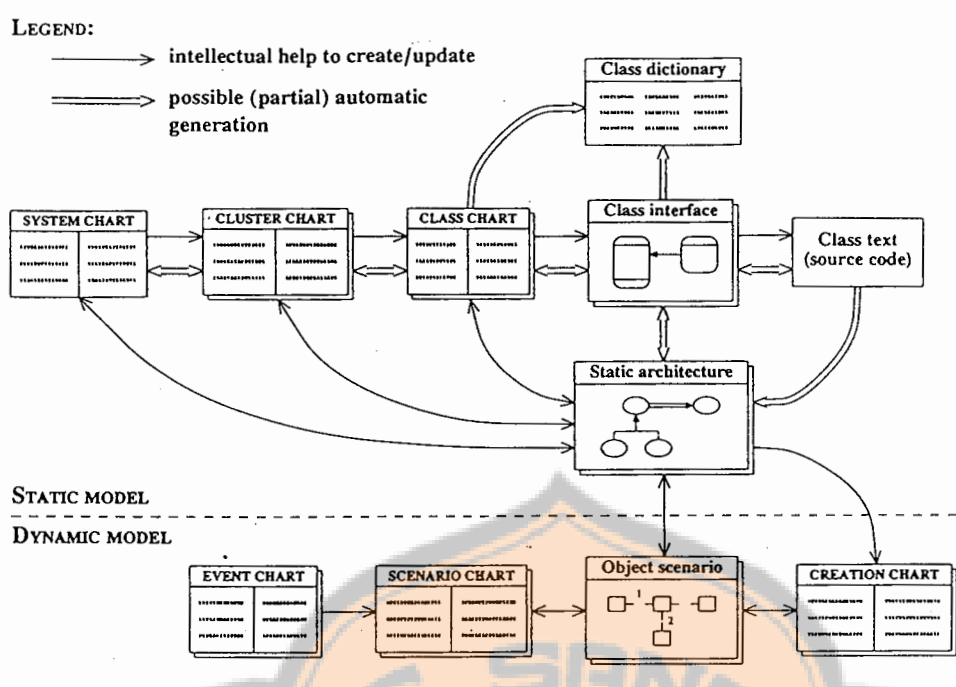 LEGEND:
intellectual help to create/update
possible (partial) automatic
generation
Class dictionary
SYSTEM CHART
CLUSTER CHART
CLASS CHART
Class interface
Class text
(source code)
Static architecture
STATIC MODEL
DYNAMIC MODEL
EVENT CHART
SCENARIO CHART
Object scenario
1
2
CREATION CHART